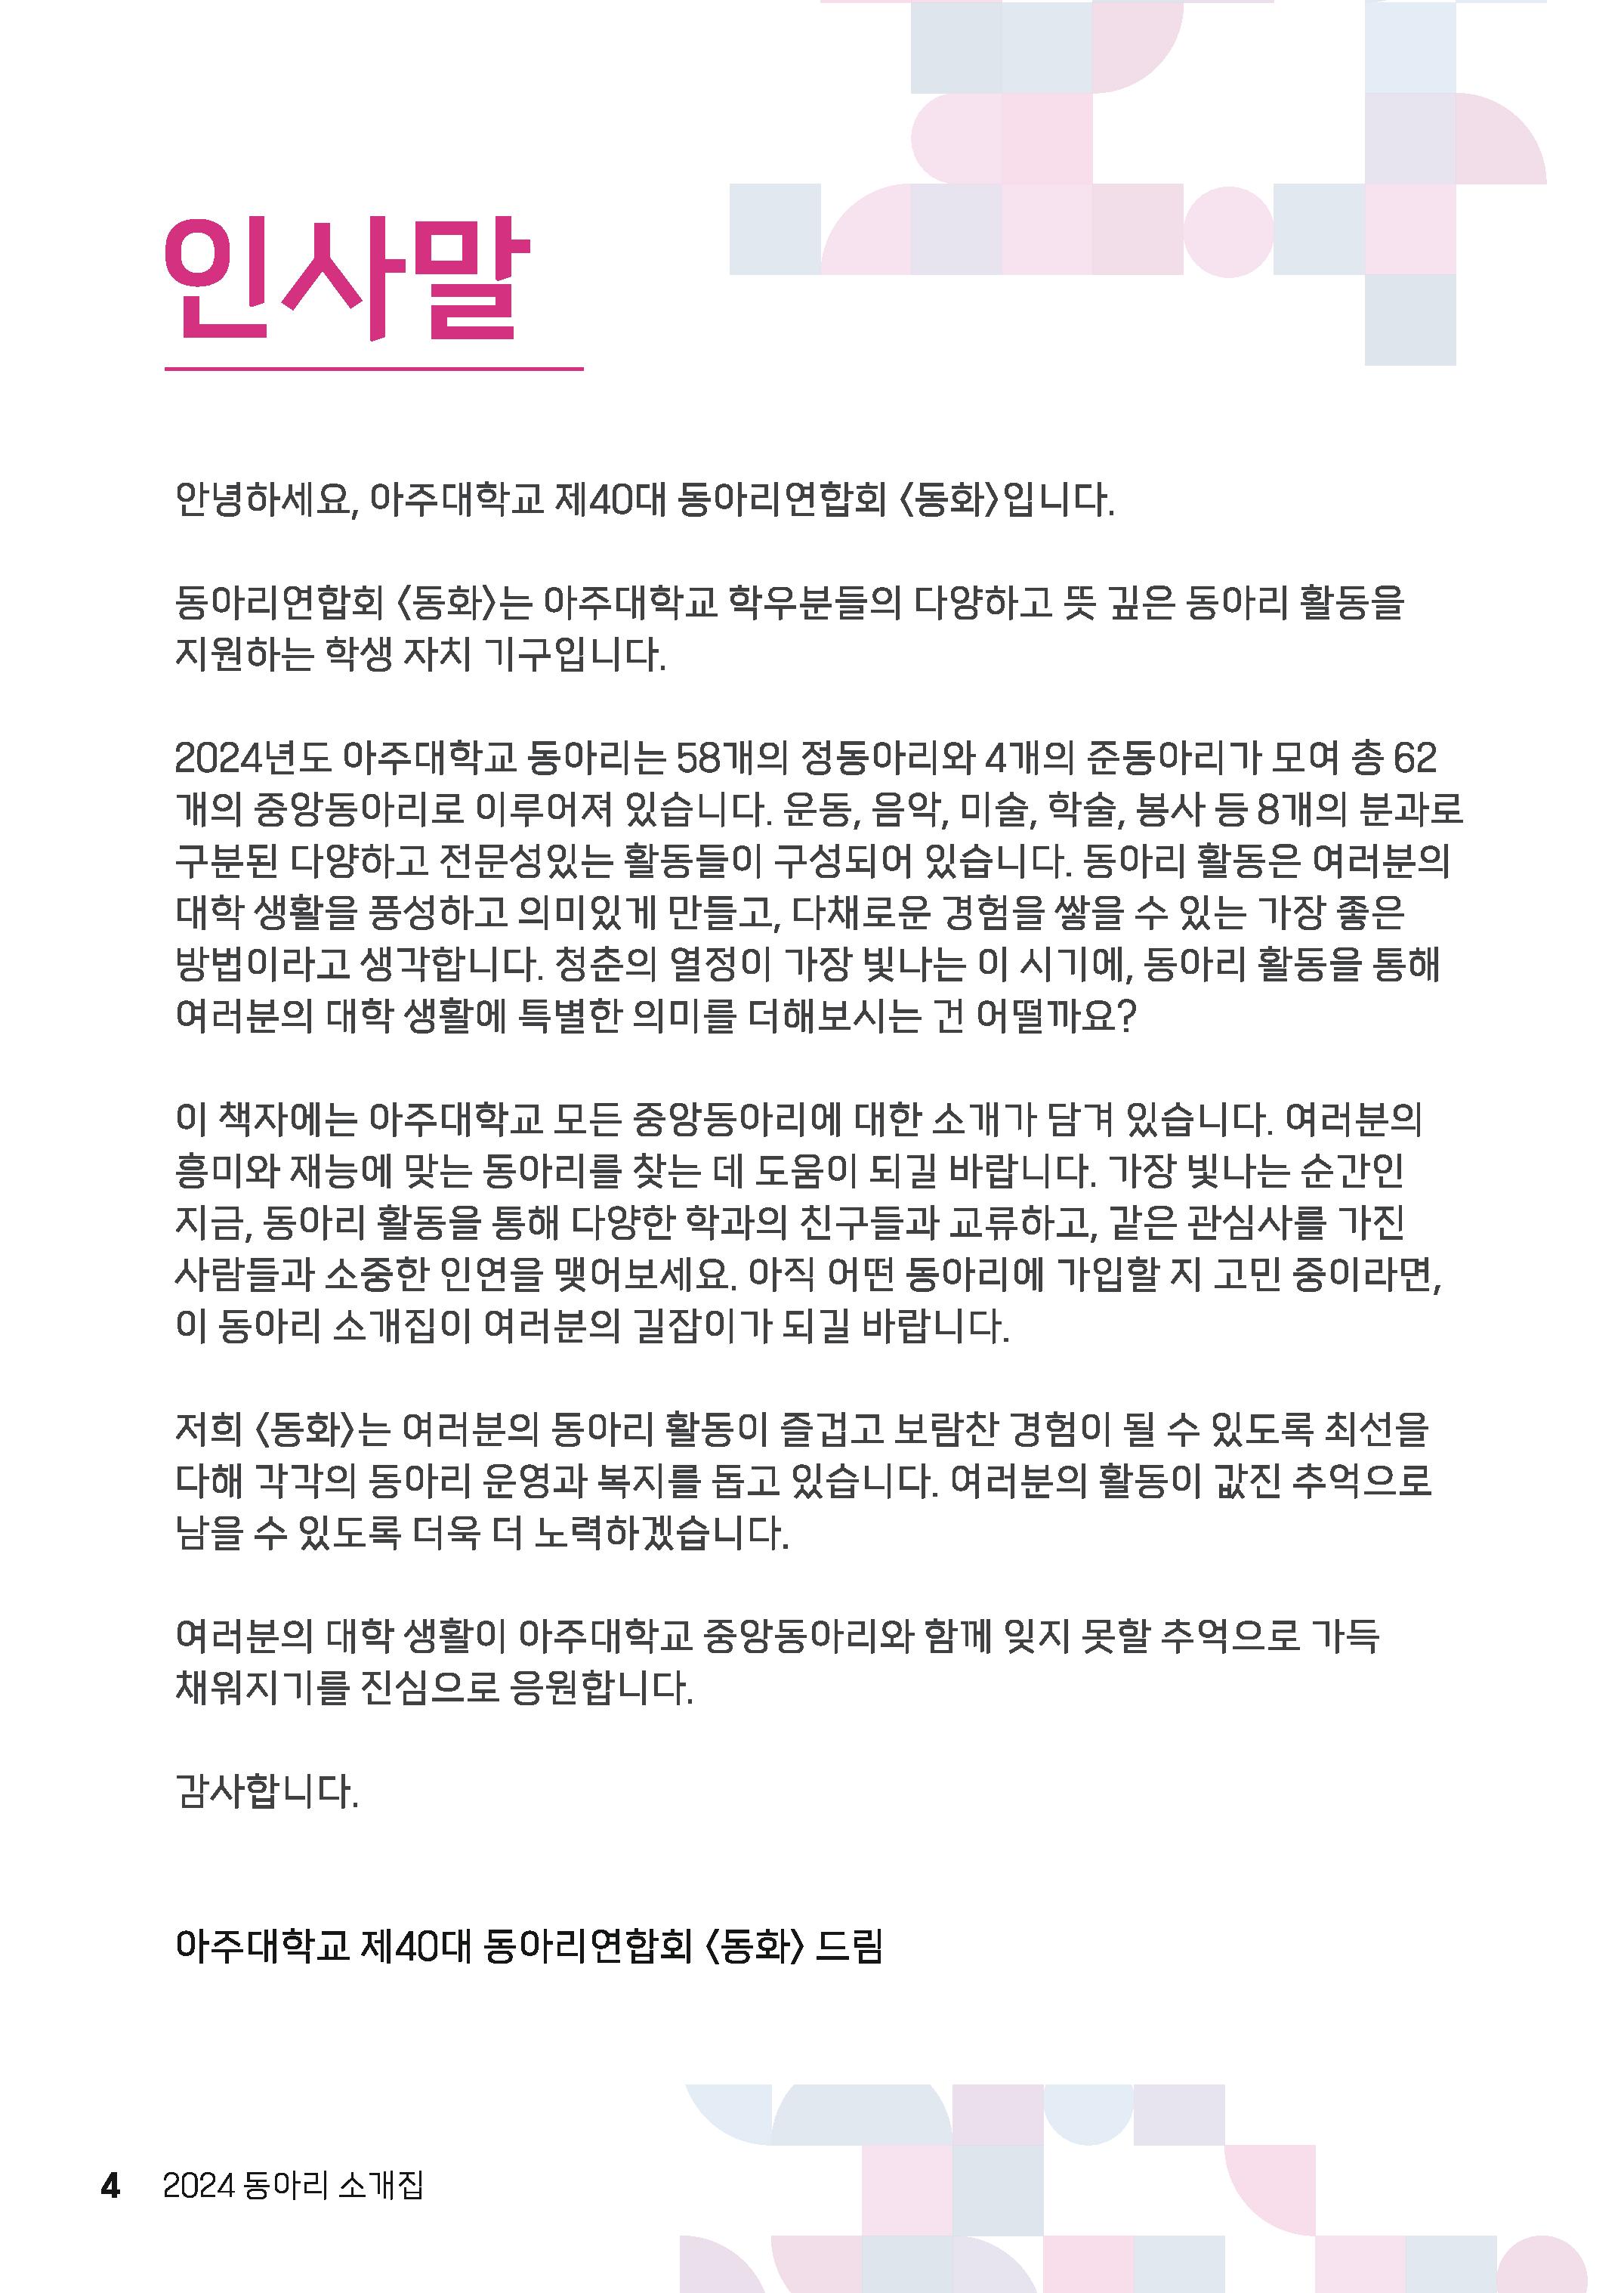 인사말
안녕하세요, 아주대학교 제40대 동아리연합회 〈동화〉입니다.
동아리연합회 〈동화〉는 아주대학교 학우분들의 다양하고 뜻 깊은 동아리 활동을
지원하는 학생 자치 기구입니다.
2024년도 아주대학교 동아리는 58개의 정동아리와 4개의 준동아리가 모여 총 62
개의 중앙동아리로 이루어져 있습니다. 운동, 음악, 미술, 학술, 봉사 등 8개의 분과로
구분된 다양하고 전문성있는 활동들이 구성되어 있습니다. 동아리 활동은 여러분의
대학 생활을 풍성하고 의미있게 만들고, 다채로운 경험을 쌓을 수 있는 가장 좋은
방법이라고 생각합니다. 청춘의 열정이 가장 빛나는 이 시기에, 동아리 활동을 통해
여러분의 대학 생활에 특별한 의미를 더해보시는 건 어떨까요?
이 책자에는 아주대학교 모든 중앙동아리에 대한 소개가 담겨 있습니다. 여러분의
흥미와 재능에 맞는 동아리를 찾는 데 도움이 되길 바랍니다. 가장 빛나는 순간인
지금, 동아리 활동을 통해 다양한 학과의 친구들과 교류하고, 같은 관심사를 가진
사람들과 소중한 인연을 맺어보세요. 아직 어떤 동아리에 가입할 지 고민 중이라면,
이 동아리 소개집이 여러분의 길잡이가 되길 바랍니다.
저희 〈동화〉는 여러분의 동아리 활동이 즐겁고 보람찬 경험이 될 수 있도록 최선을
다해 각각의 동아리 운영과 복지를 돕고 있습니다. 여러분의 활동이 값진 추억으로
남을 수 있도록 더욱 더 노력하겠습니다.
여러분의 대학 생활이 아주대학교 중앙동아리와 함께 잊지 못할 추억으로 가득
채워지기를 진심으로 응원합니다.
감사합니다.
아주대학교 제40대 동아리연합회 〈동화〉 드림
4 2024 동아리 소개집